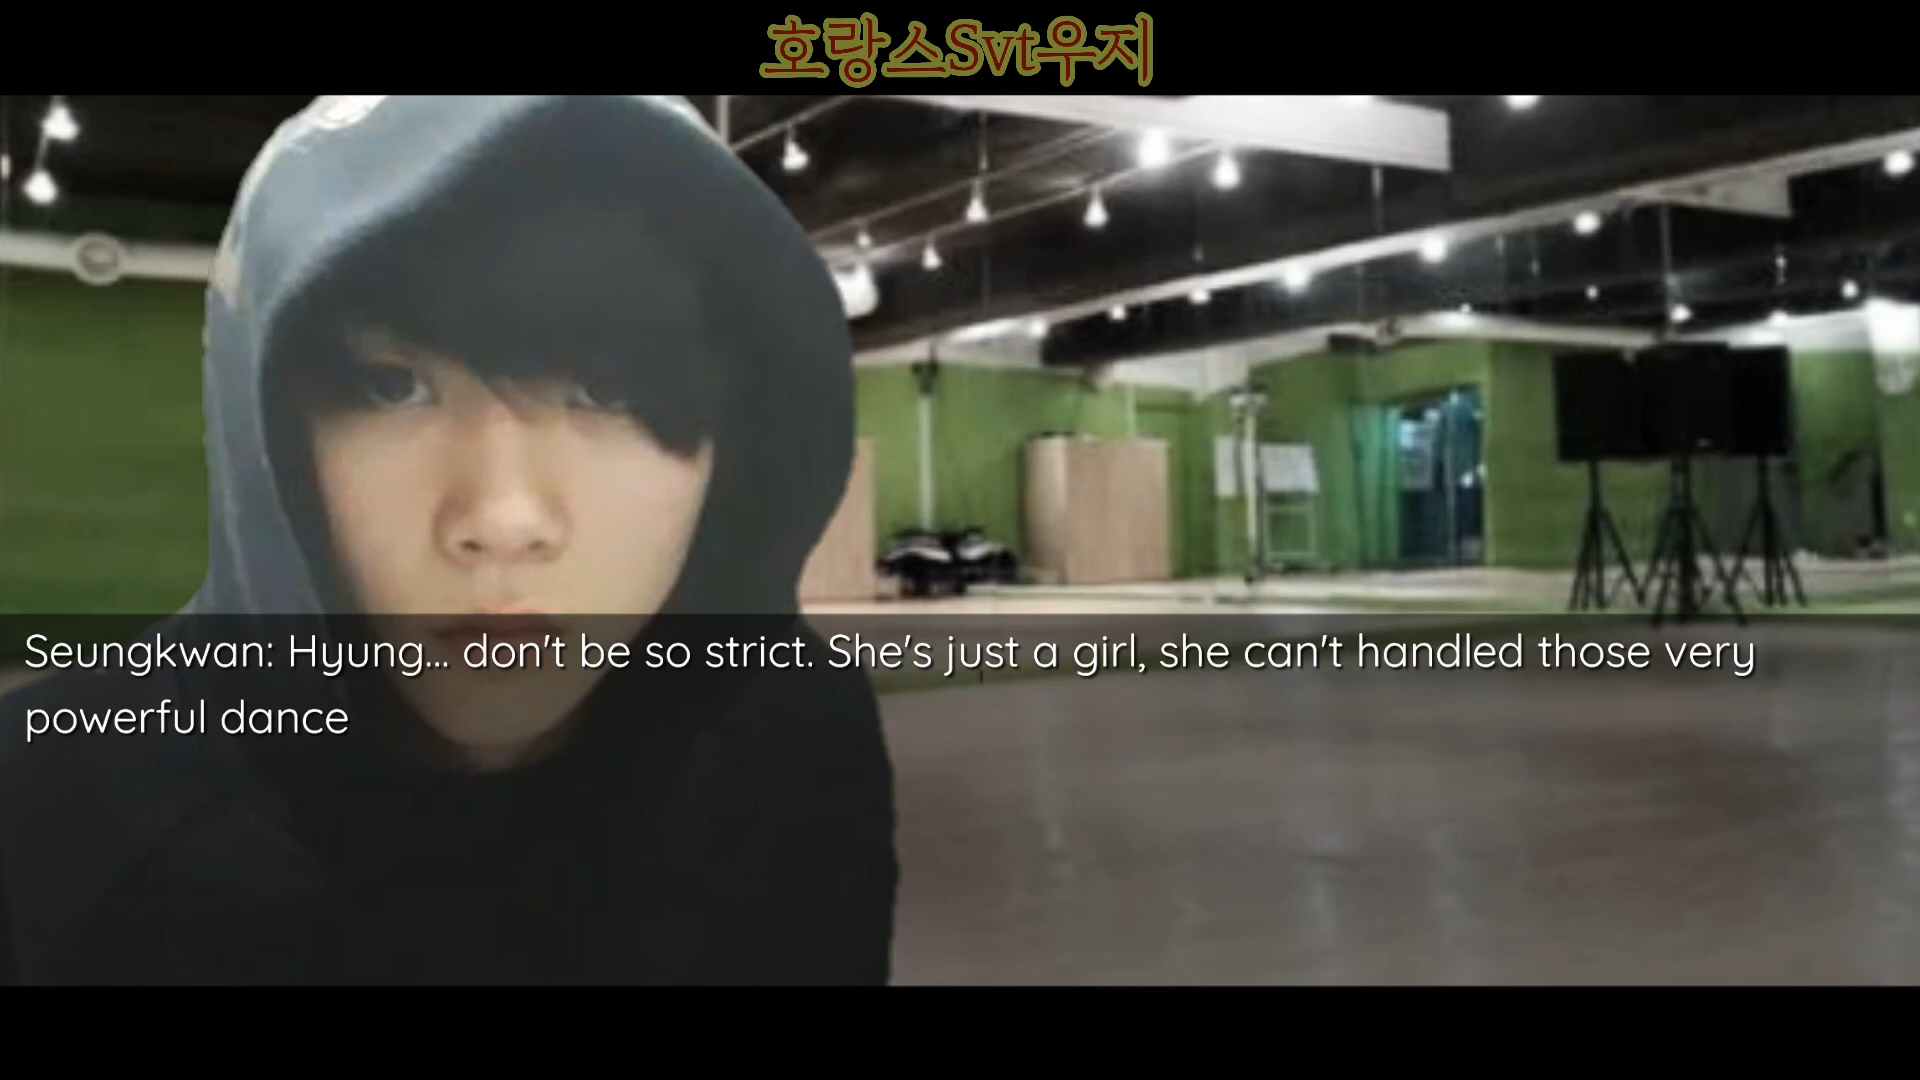 호랑스Svt우지
Seungkwan: Hyung... don't be so strict. She's just a girl, she can't handled those very
powerful dance